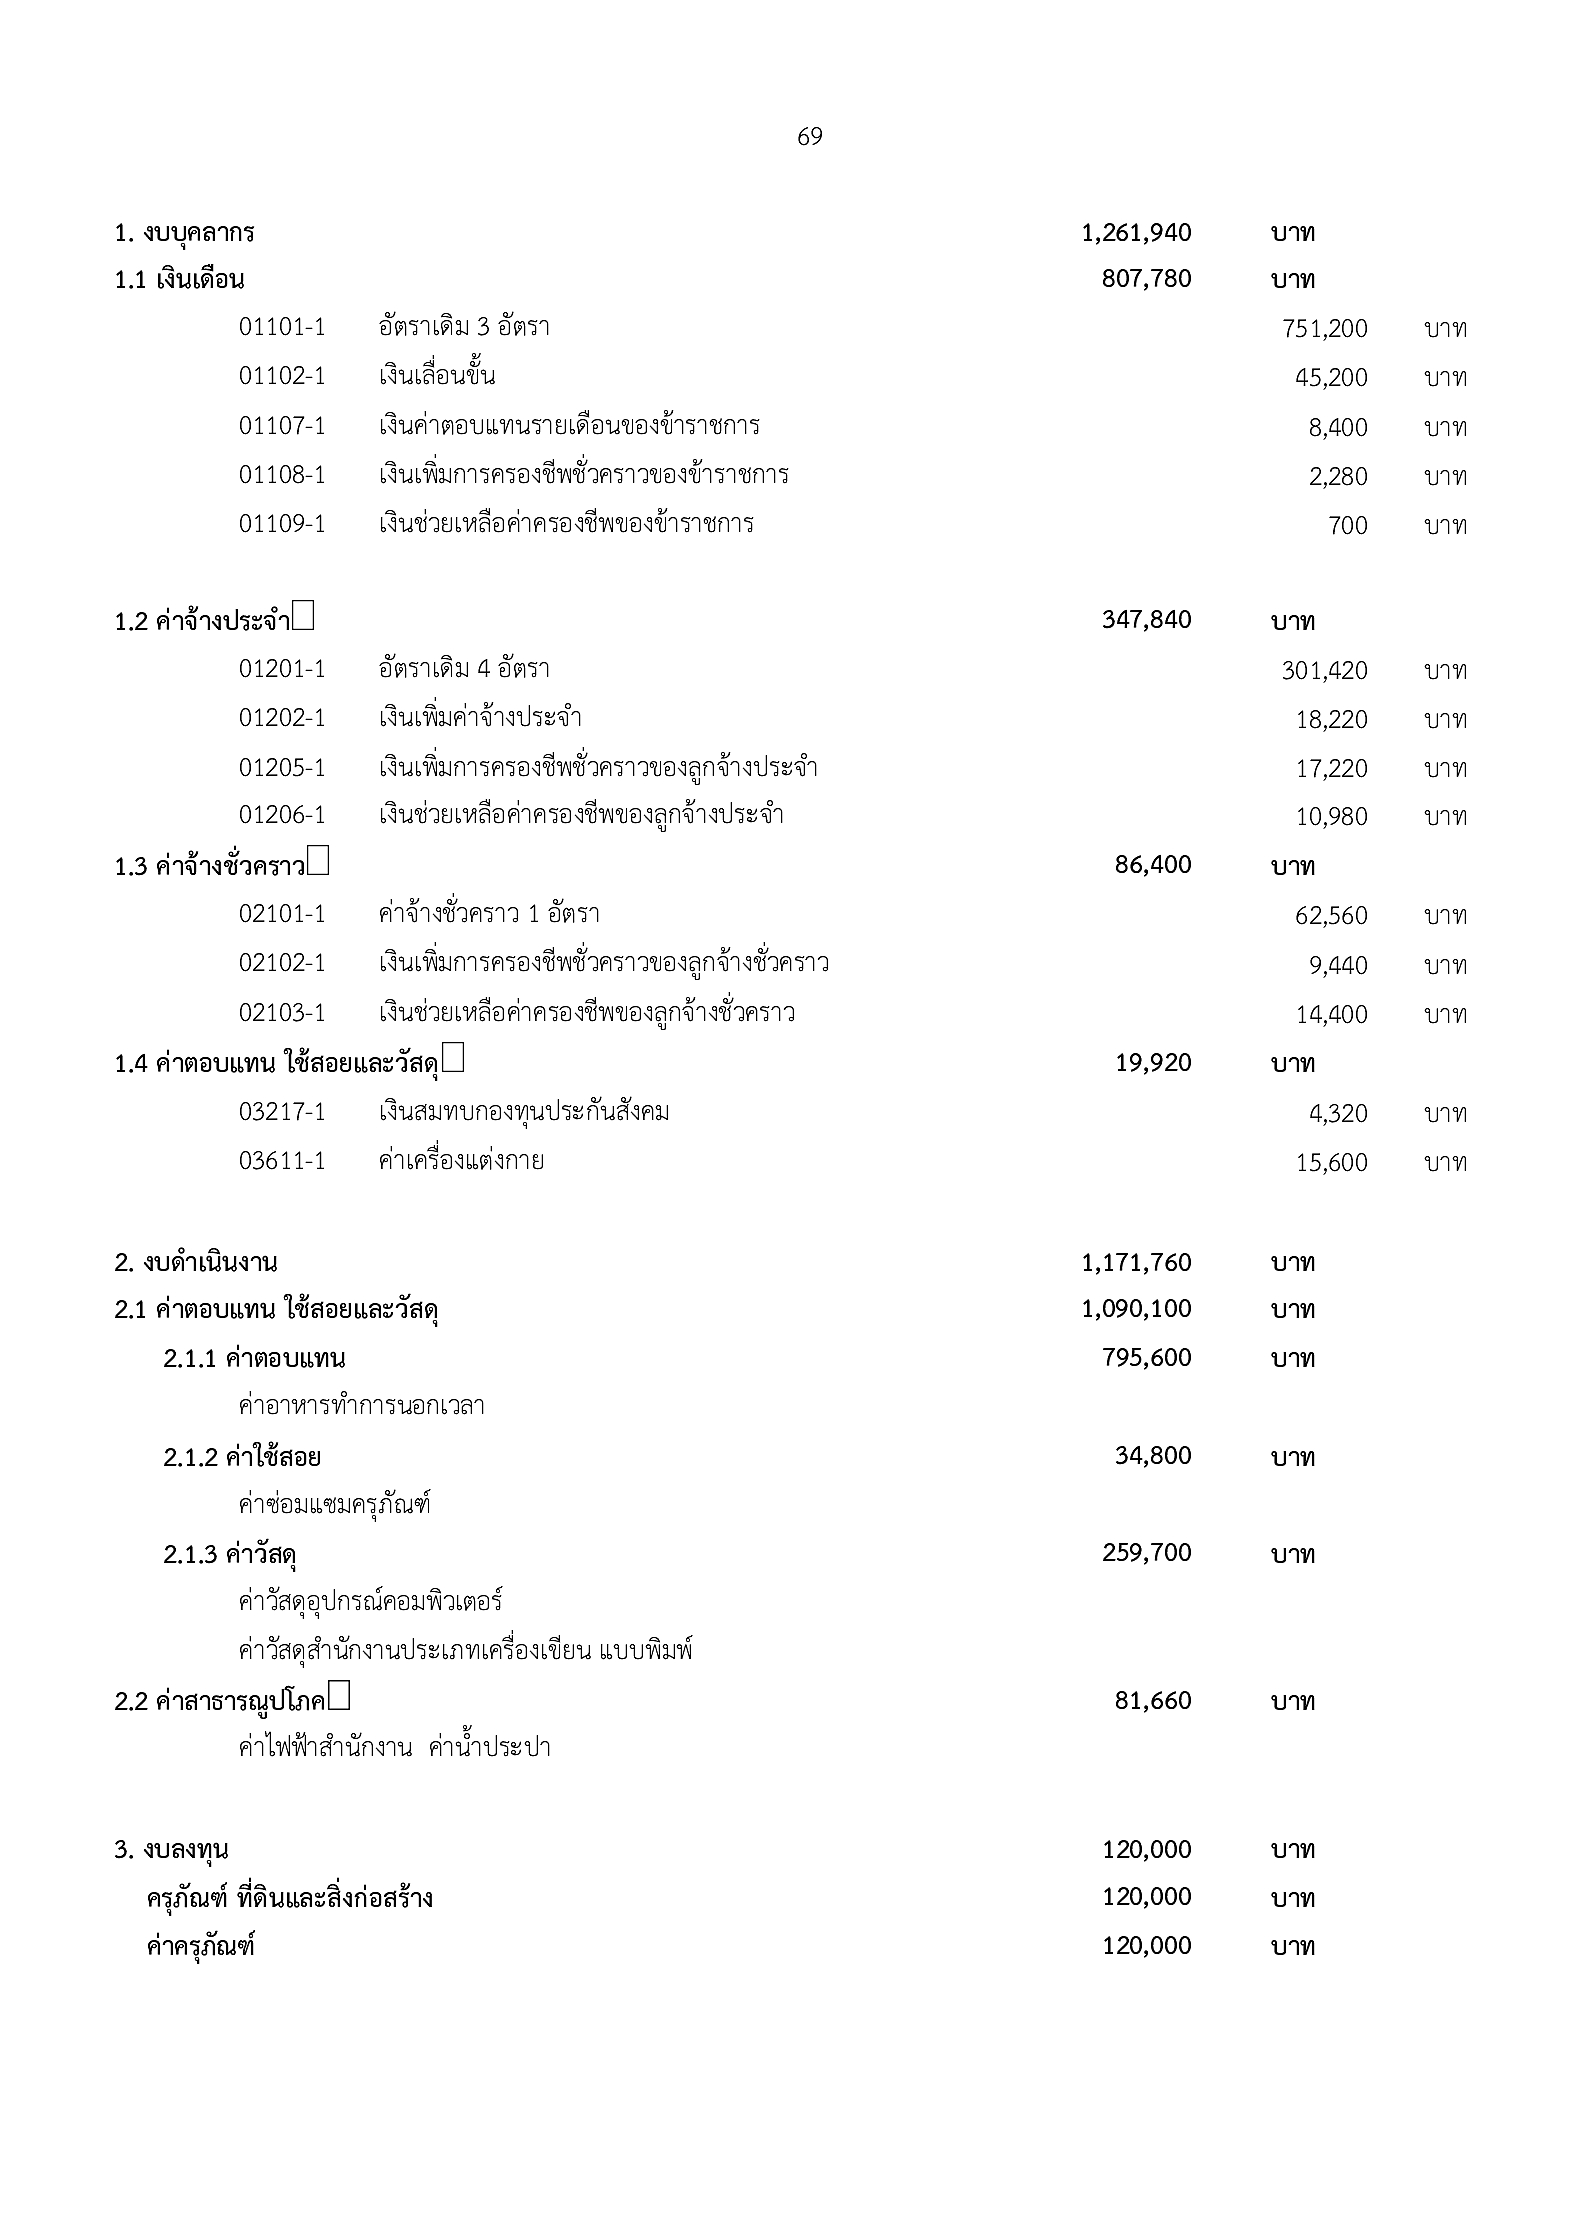 69
1. งบบุคลากร 1,261,940 บาท
1.1 เงินเดือน 807,780 บาท
01101-1 อัตราเดิม 3 อัตรา 751,200 บาท
01102-1 เงินเลื่อนขั้น 45,200 บาท
01107-1 เงินค่าตอบแทนรายเดือนของข้าราชการ 8,400 บาท
01108-1 เงินเพิ่มการครองชีพชั่วคราวของข้าราชการ 2,280 บาท
01109-1 เงินช่วยเหลือค่าครองชีพของข้าราชการ 700 บาท
1.2 ค่าจ้างประจำ 347,840 บาท
01201-1 อัตราเดิม 4 อัตรา 301,420 บาท
01202-1 เงินเพิ่มค่าจ้างประจำ 18,220 บาท
01205-1 เงินเพิ่มการครองชีพชั่วคราวของลูกจ้างประจำ 17,220 บาท
01206-1 เงินช่วยเหลือค่าครองชีพของลูกจ้างประจำ 10,980 บาท
1.3 ค่าจ้างชั่วคราว 86,400 บาท
02101-1 ค่าจ้างชั่วคราว 1 อัตรา 62,560 บาท
02102-1 เงินเพิ่มการครองชีพชั่วคราวของลูกจ้างชั่วคราว 9,440 บาท
02103-1 เงินช่วยเหลือค่าครองชีพของลูกจ้างชั่วคราว 14,400 บาท
1.4 ค่าตอบแทน ใช้สอยและวัสดุ 19,920 บาท
03217-1 เงินสมทบกองทุนประกันสังคม 4,320 บาท
03611-1 ค่าเครื่องแต่งกาย 15,600 บาท
2. งบดำเนินงาน 1,171,760 บาท
2.1 ค่าตอบแทน ใช้สอยและวัสดุ 1,090,100 บาท
2.1.1 ค่าตอบแทน 795,600 บาท
ค่าอาหารทำการนอกเวลา
2.1.2 ค่าใช้สอย 34,800 บาท
ค่าซ่อมแซมครุภัณฑ์
2.1.3 ค่าวัสดุ 259,700 บาท
ค่าวัสดุอุปกรณ์คอมพิวเตอร์
ค่าวัสดุสำนักงานประเภทเครื่องเขียน แบบพิมพ์
2.2 ค่าสาธารณูปโภค 81,660 บาท
ค่าไฟฟ้าสำนักงาน ค่าน้ำประปา
3. งบลงทุน 120,000 บาท
ครุภัณฑ์ ที่ดินและสิ่งก่อสร้าง 120,000 บาท
ค่าครุภัณฑ์ 120,000 บาท